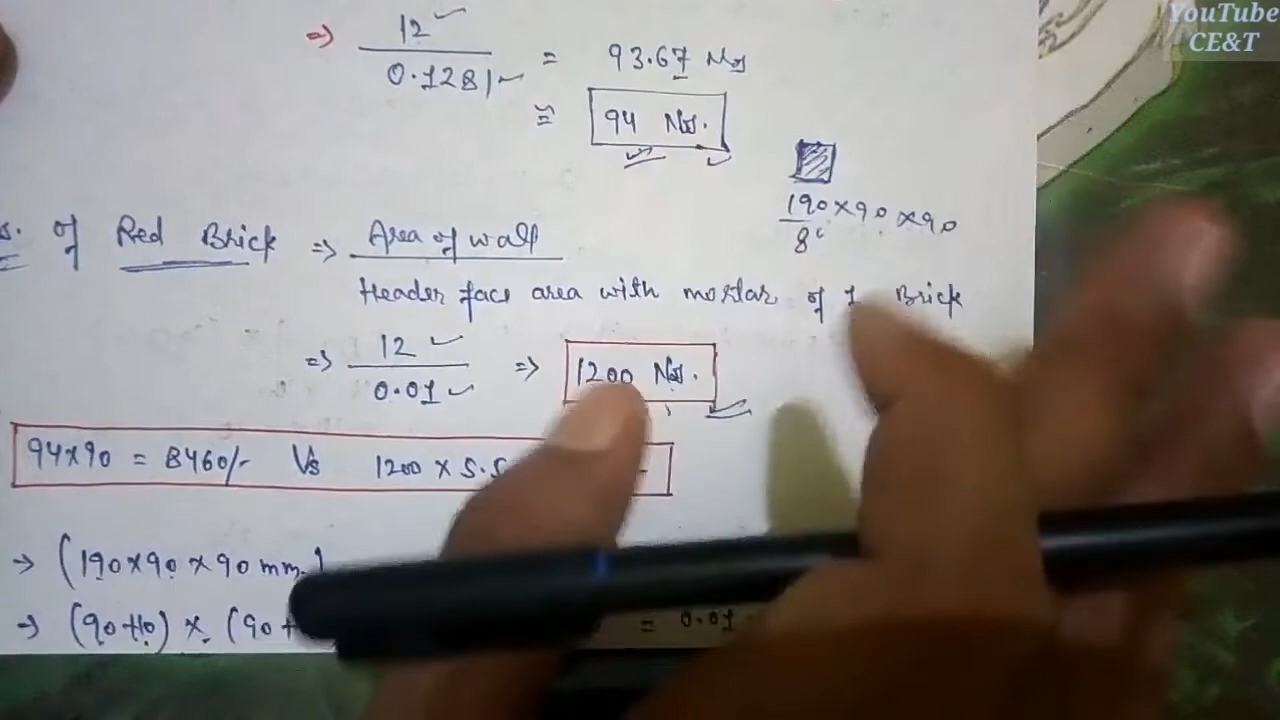 YouTube
CE&T
⇒ 12 / 0.1281 = 93.67 Nos
≅ 94 Nos.
190×90×90
80
s. of Red Brick ⇒ Area of wall
Header face area with mortar of 1 Brick
⇒ 12 / 0.01 ⇒ 1200 Nos.
94×90 = 8460/- Vs 1200 × 5.5
→ (190×90×90 mm)
→ (90+10) × (90+ = 0.01